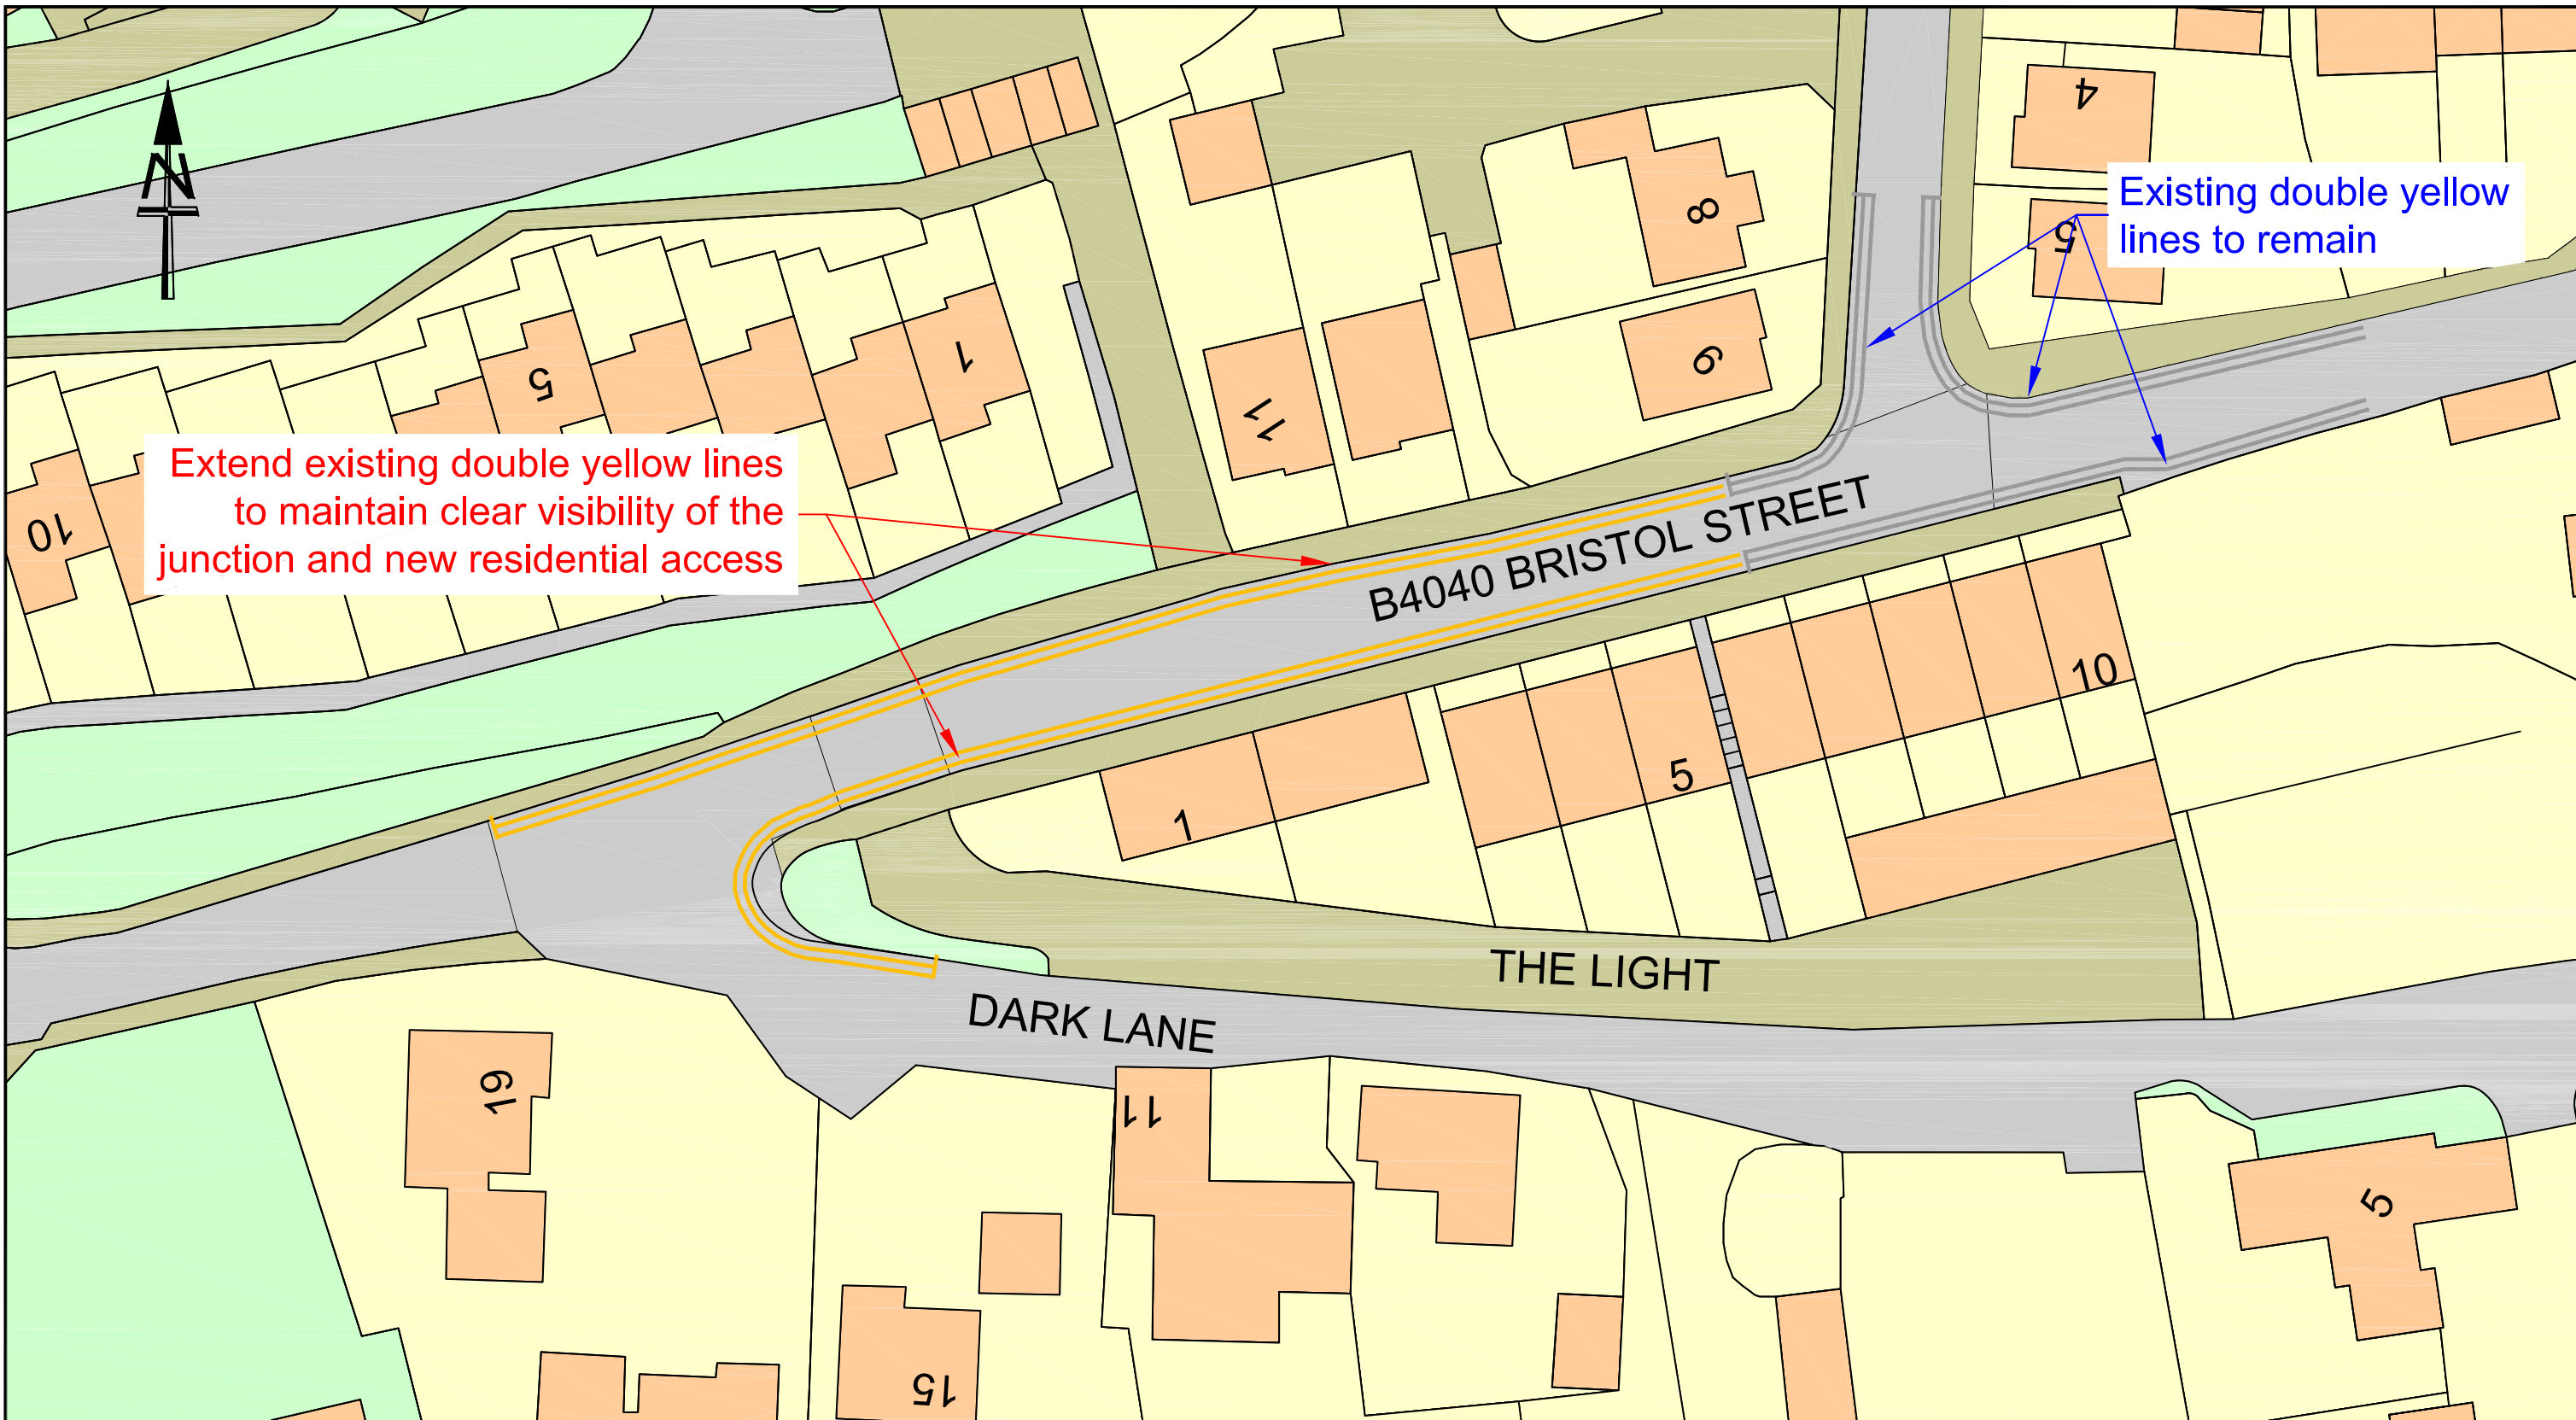 N
4
Existing double yellow
lines to remain
5
8
9
1
5
11
Extend existing double yellow lines
to maintain clear visibility of the
junction and new residential access
10
B4040 BRISTOL STREET
10
5
1
THE LIGHT
DARK LANE
19
11
5
15